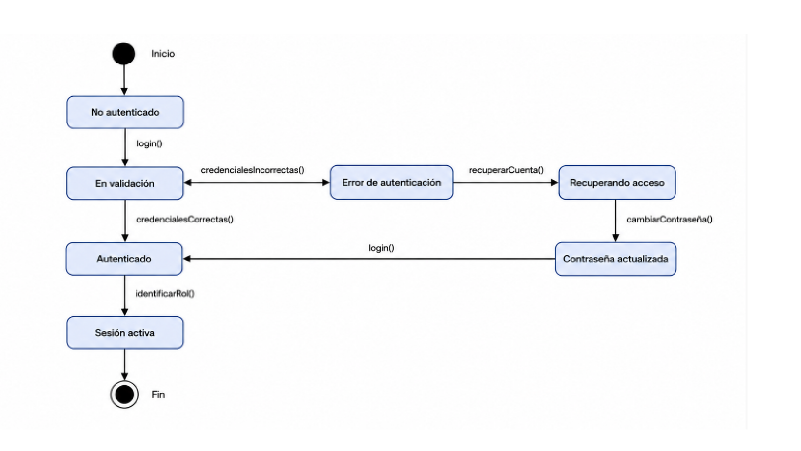 Inicio
No autenticado
login()
En validación
credencialesIncorrectas()
Error de autenticación
recuperarCuenta()
Recuperando acceso
credencialesCorrectas()
cambiarContraseña()
Autenticado
login()
Contraseña actualizada
identificarRol()
Sesión activa
Fin